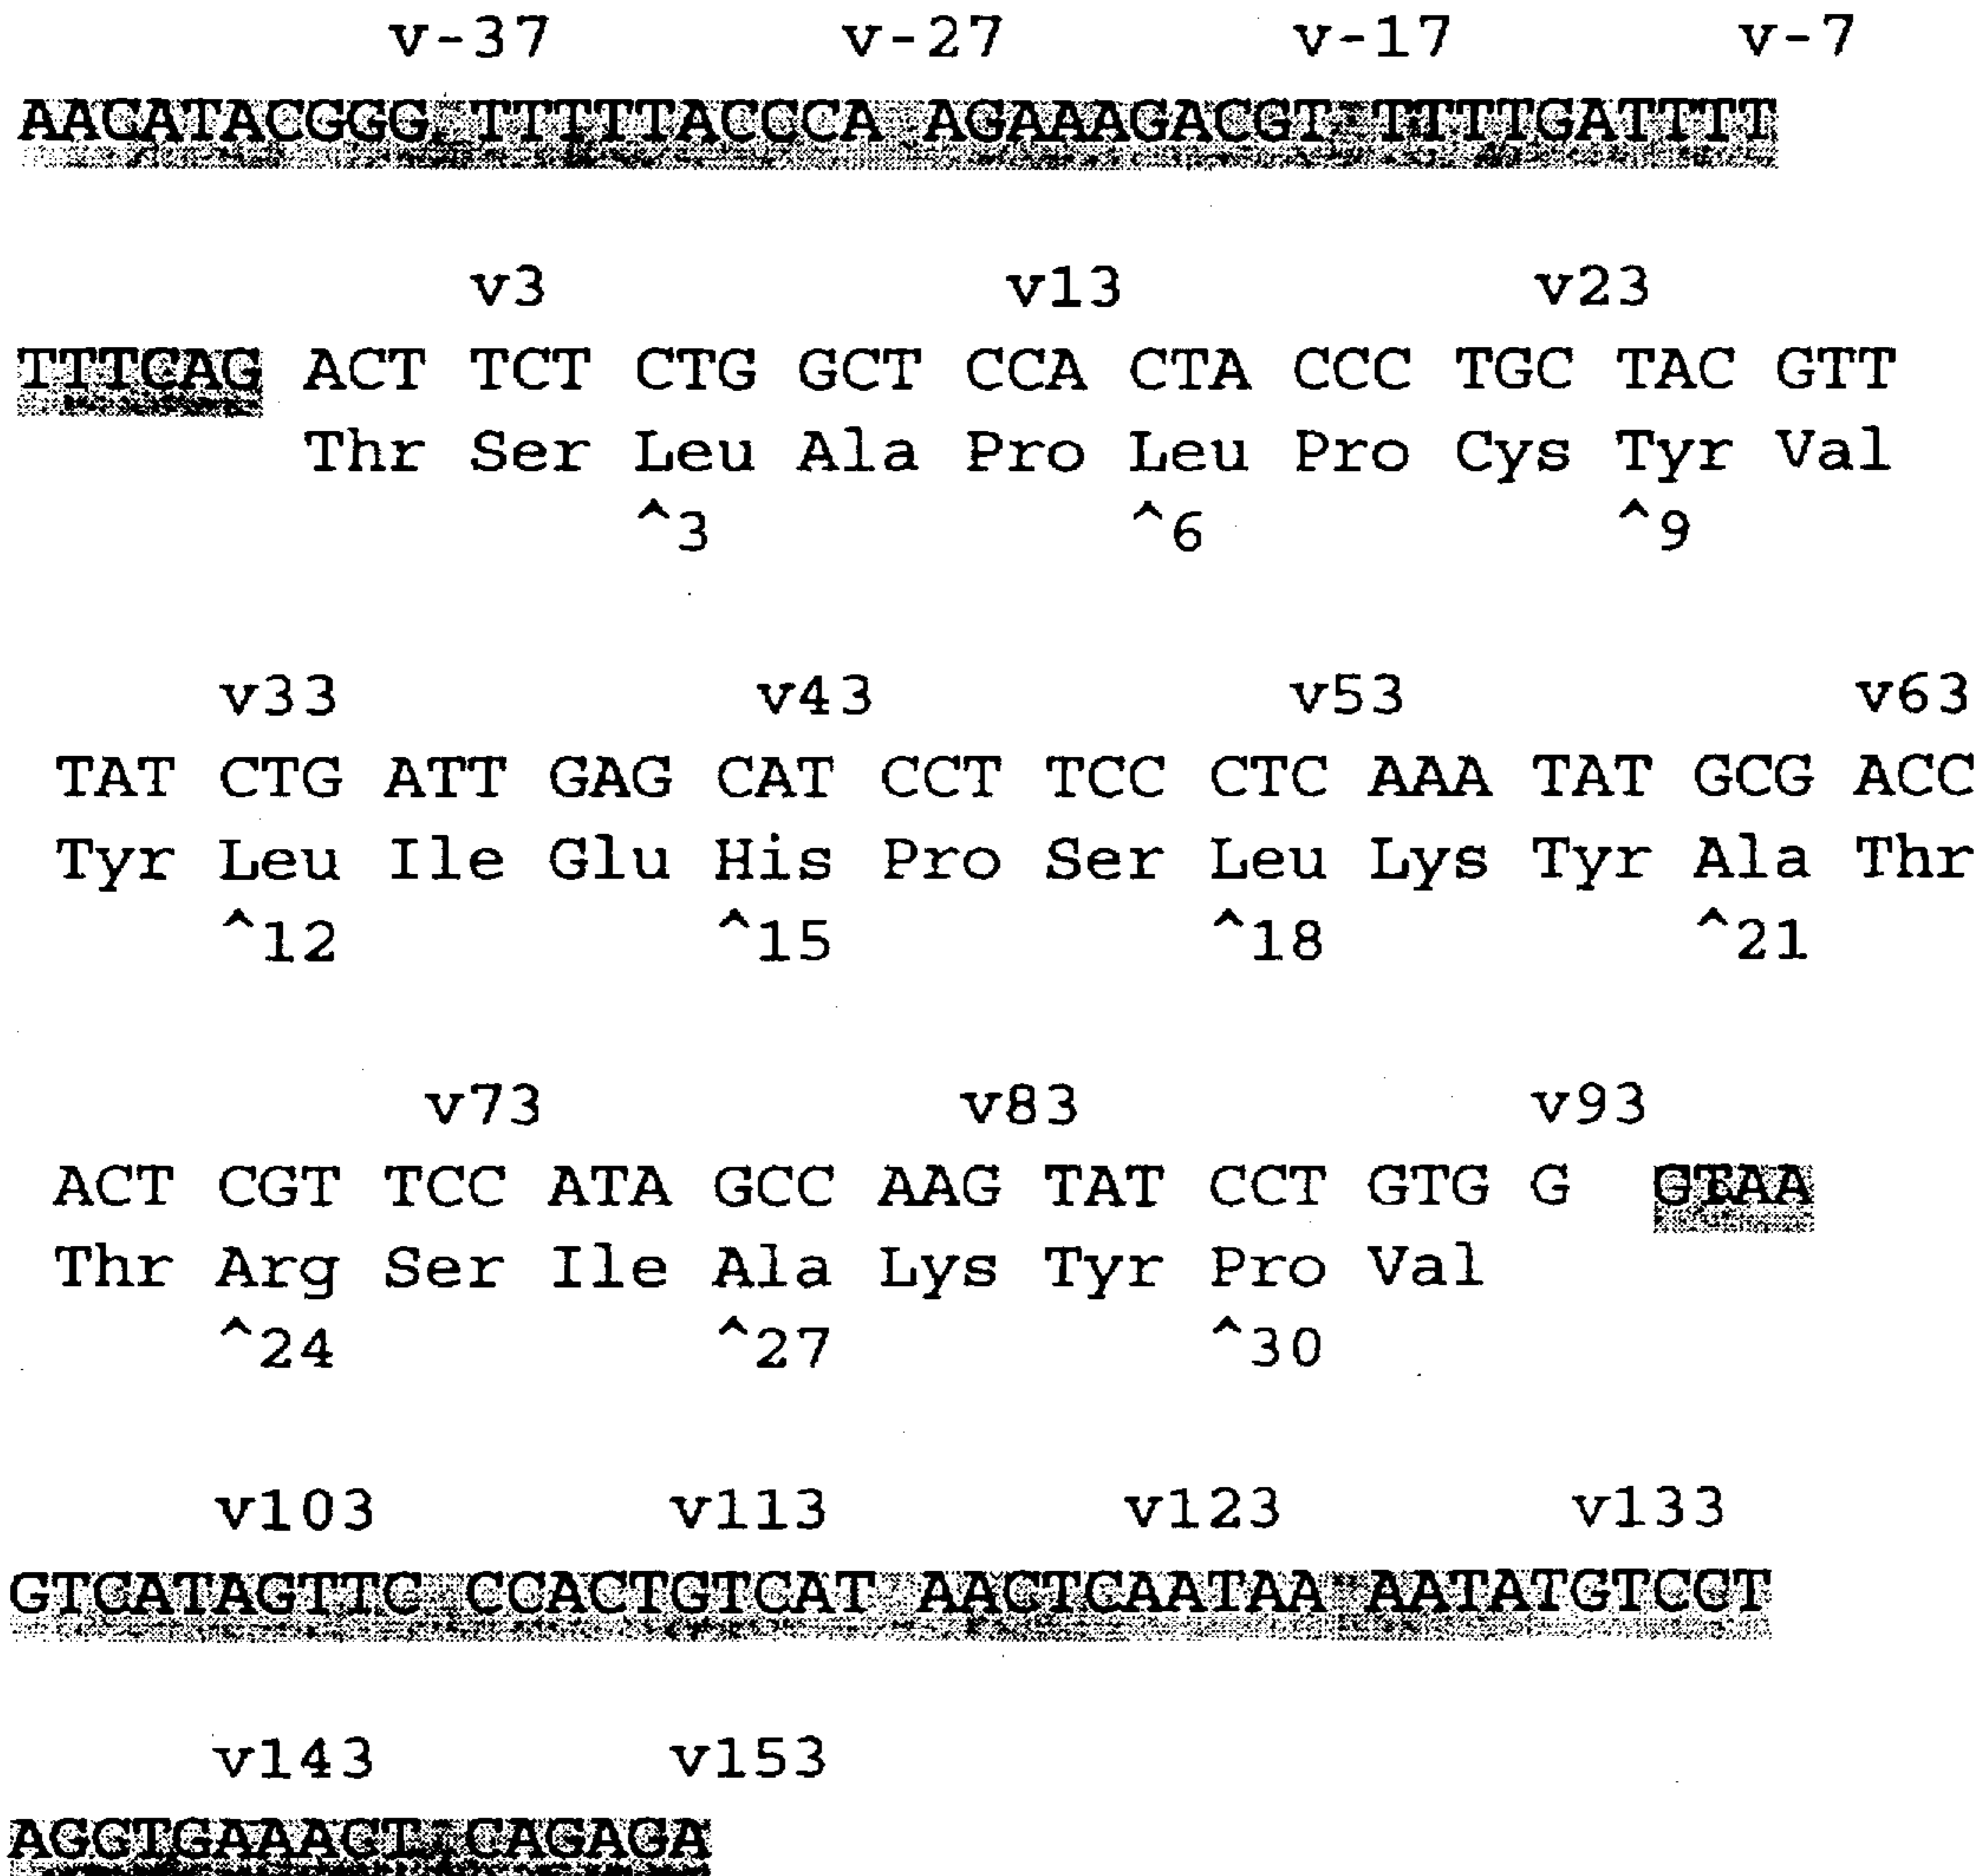 v-37 v-27 v-17 v-7
AACATACGGG TTTTTACCCA AGAAAGACGT TTTTGATTTT
v3 v13 v23
TTTCAG ACT TCT CTG GCT CCA CTA CCC TGC TAC GTT
Thr Ser Leu Ala Pro Leu Pro Cys Tyr Val
^3 ^6 ^9
v33 v43 v53 v63
TAT CTG ATT GAG CAT CCT TCC CTC AAA TAT GCG ACC
Tyr Leu Ile Glu His Pro Ser Leu Lys Tyr Ala Thr
^12 ^15 ^18 ^21
v73 v83 v93
ACT CGT TCC ATA GCC AAG TAT CCT GTG G GTAA
Thr Arg Ser Ile Ala Lys Tyr Pro Val
^24 ^27 ^30
v103 v113 v123 v133
GTCATAGTTC CCACTGTCAT AACTCAATAA AATATGTCCT
v143 v153
AGGTGAAAGT CAGAGA